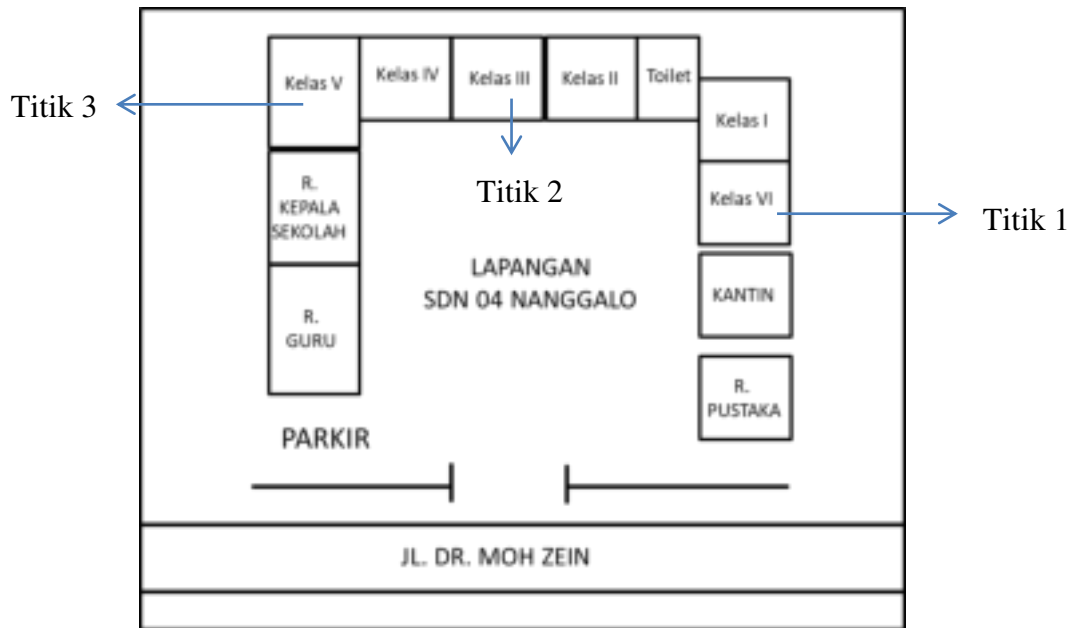 Kelas V
Kelas IV
Kelas III
Kelas II
Toilet
Kelas I
Titik 3
R.
KEPALA
SEKOLAH
Titik 2
Kelas VI
Titik 1
LAPANGAN
SDN 04 NANGGALO
KANTIN
R.
GURU
R.
PUSTAKA
PARKIR
JL. DR. MOH ZEIN